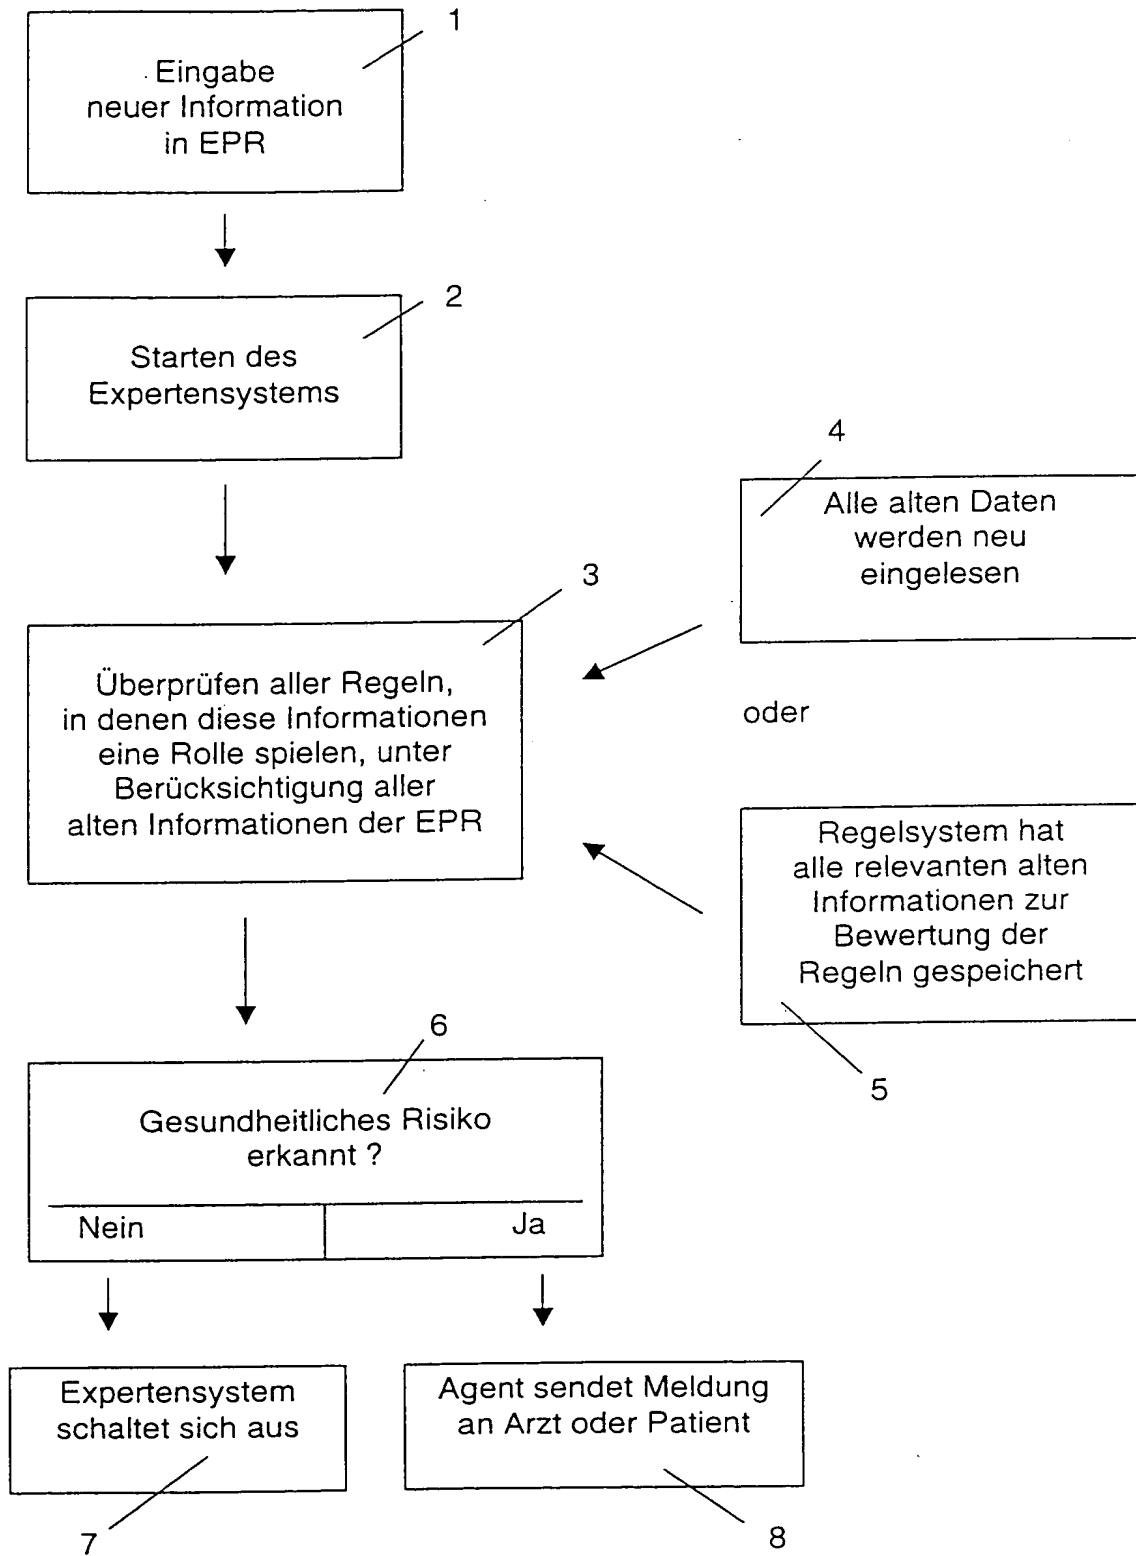 1
Eingabe
neuer Information
in EPR
2
Starten des
Expertensystems
4
Alle alten Daten
werden neu
eingelesen
3
Überprüfen aller Regeln,
in denen diese Informationen
eine Rolle spielen, unter
Berücksichtigung aller
alten Informationen der EPR
oder
Regelsystem hat
alle relevanten alten
Informationen zur
Bewertung der
Regeln gespeichert
5
6
Gesundheitliches Risiko
erkannt ?
Nein
Ja
Expertensystem
schaltet sich aus
7
Agent sendet Meldung
an Arzt oder Patient
8